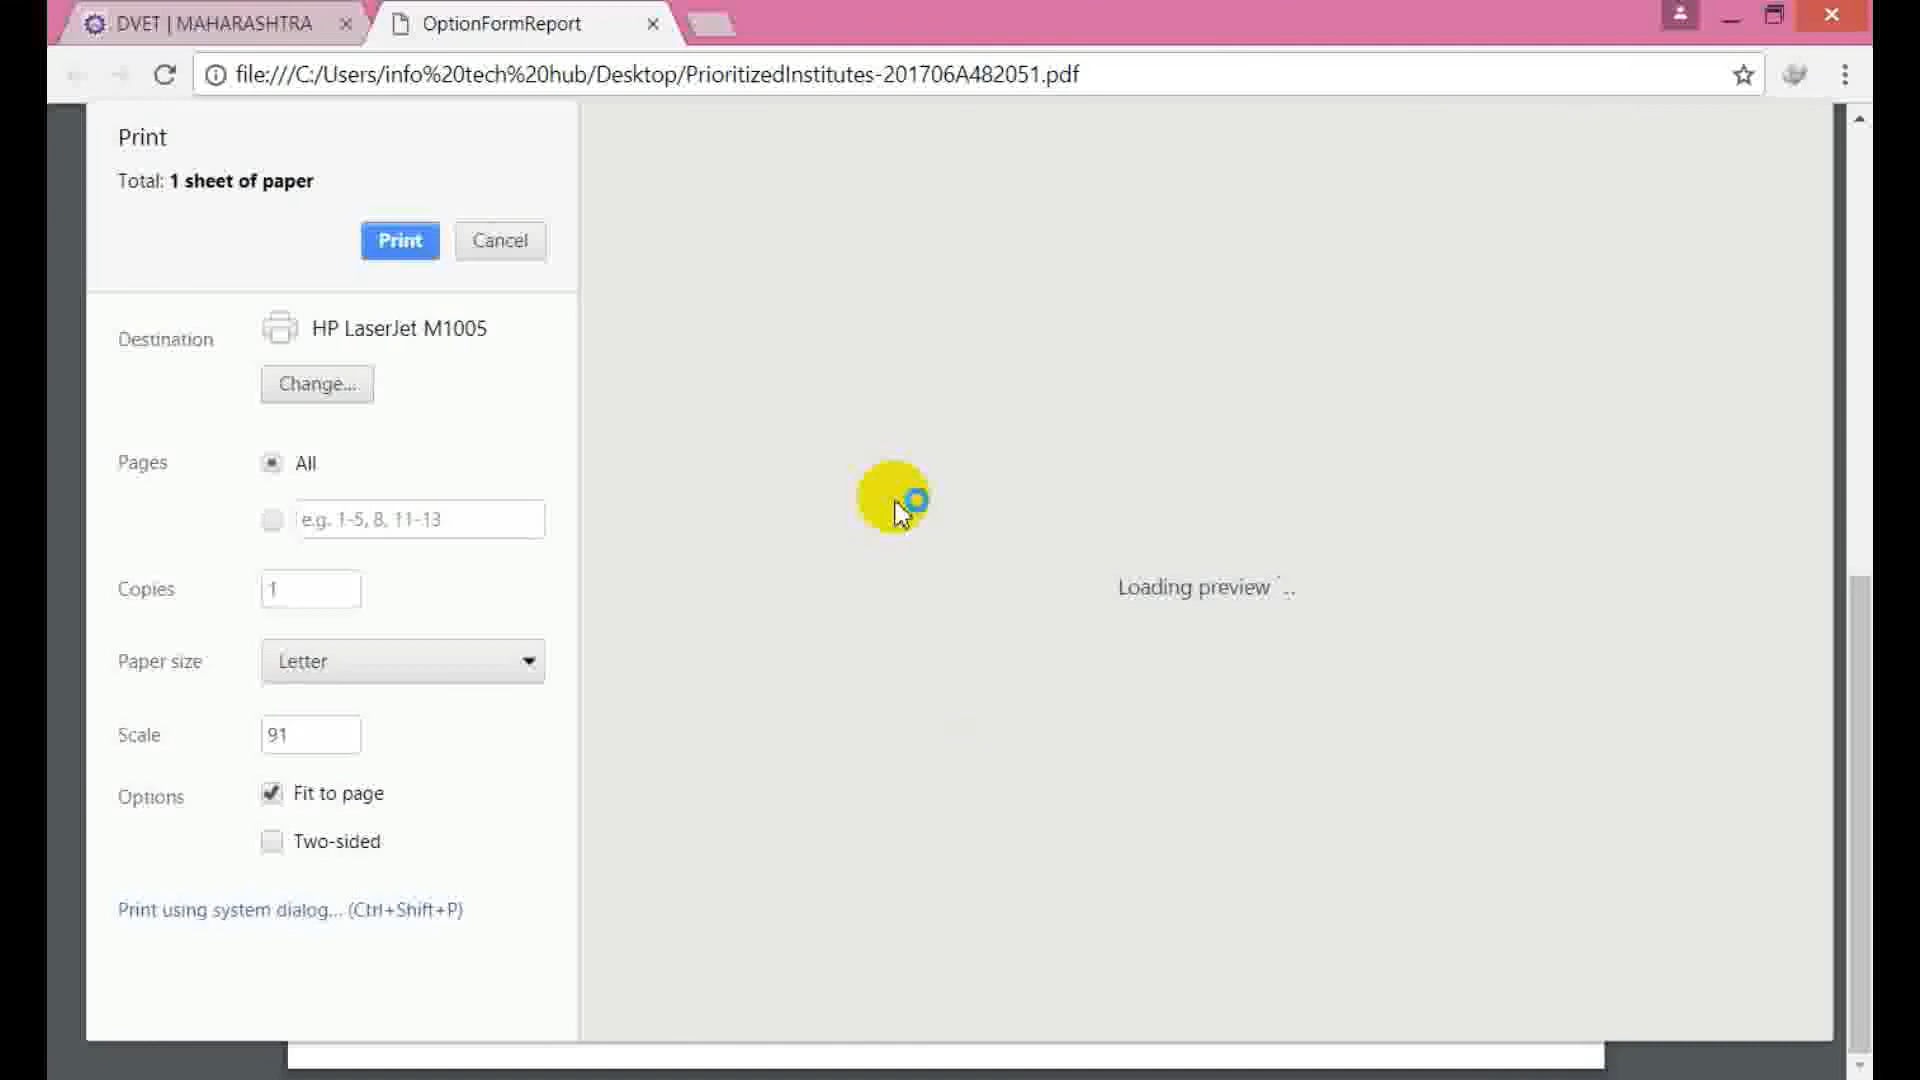 DVET | MAHARASHTRA
OptionFormReport
file:///C:/Users/info%20tech%20hub/Desktop/PrioritizedInstitutes-201706A482051.pdf
Print
Total: 1 sheet of paper
Print Cancel
Destination HP LaserJet M1005
Change...
Pages All
e.g. 1-5, 8, 11-13
Copies 1
Loading preview ...
Paper size Letter
Scale 91
Options Fit to page
Two-sided
Print using system dialog... (Ctrl+Shift+P)